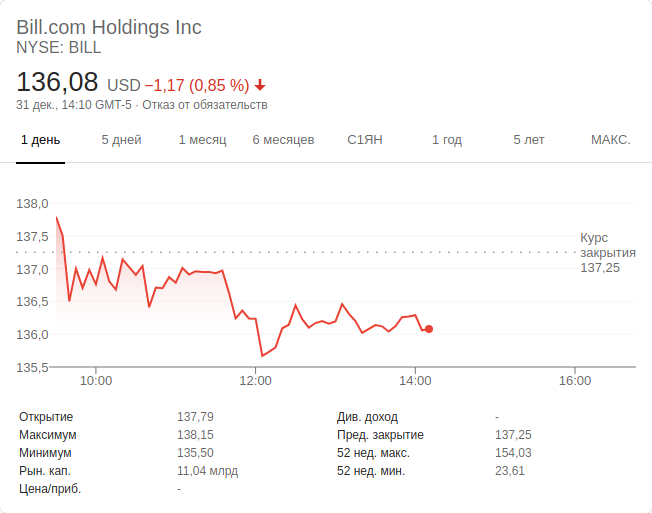 Bill.com Holdings Inc
NYSE: BILL
136,08 USD −1,17 (0,85 %)
31 дек., 14:10 GMT-5 · Отказ от обязательств
1 день 5 дней 1 месяц 6 месяцев С1ЯН 1 год 5 лет МАКС.
138,0
137,5
137,0
136,5
136,0
135,5
Курс
закрытия
137,25
10:00 12:00 14:00 16:00
Открытие 137,79
Максимум 138,15
Минимум 135,50
Рын. кап. 11,04 млрд
Цена/приб. -
Див. доход -
Пред. закрытие 137,25
52 нед. макс. 154,03
52 нед. мин. 23,61